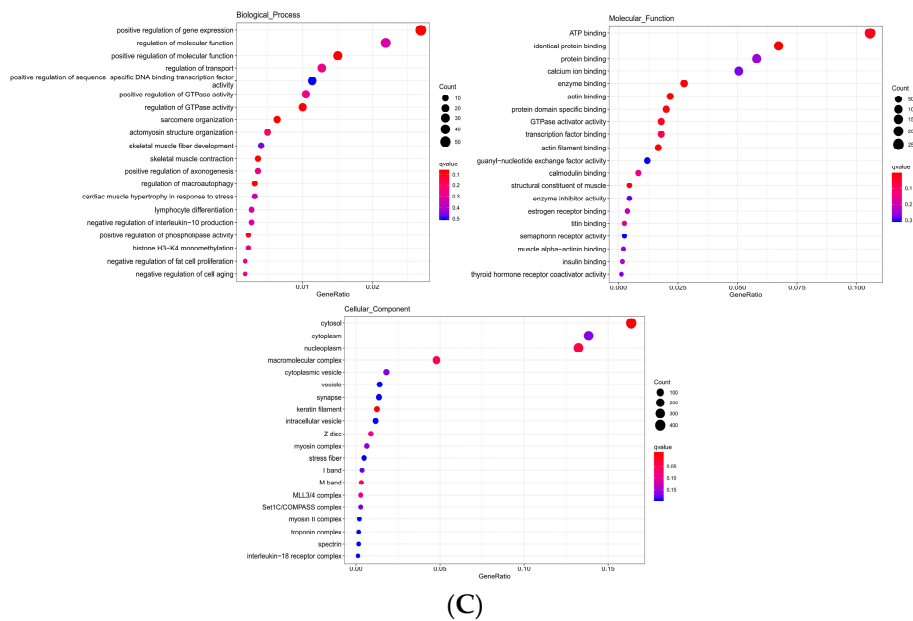 Biological_Process
positive regulation of gene expression
regulation of molecular function
positive regulation of molecular function
regulation of transport
positive regulation of sequence-specific DNA binding transcription factor
activity
positive regulation of GTPase activity
regulation of GTPase activity
sarcomere organization
actomyosin structure organization
skeletal muscle fiber development
skeletal muscle contraction
positive regulation of axonogenesis
regulation of macroautophagy
cardiac muscle hypertrophy in response to stress
lymphocyte differentiation
negative regulation of interleukin-10 production
positive regulation of phospholipase activity
histone H3-K4 monomethylation
negative regulation of fat cell proliferation
negative regulation of cell aging
0.01
0.02
GeneRatio
Count
10
20
30
40
50
qvalue
0.1
0.2
0.3
0.4
0.5
Molecular_Function
ATP binding
identical protein binding
protein binding
calcium ion binding
enzyme binding
actin binding
protein domain specific binding
GTPase activator activity
transcription factor binding
actin filament binding
guanyl-nucleotide exchange factor activity
calmodulin binding
structural constituent of muscle
enzyme inhibitor activity
estrogen receptor binding
titin binding
semaphorin receptor activity
muscle alpha-actinin binding
insulin binding
thyroid hormone receptor coactivator activity
0.000
0.025
0.050
0.075
0.100
GeneRatio
Count
50
10
15
20
25
qvalue
0.1
0.2
0.3
Cellular_Component
cytosol
cytoplasm
nucleoplasm
macromolecular complex
cytoplasmic vesicle
vesicle
synapse
keratin filament
intracellular vesicle
Z disc
myosin complex
stress fiber
I band
M band
MLL3/4 complex
Set1C/COMPASS complex
myosin II complex
troponin complex
spectrin
interleukin-18 receptor complex
0.00
0.05
0.10
0.15
GeneRatio
Count
100
200
300
400
qvalue
0.05
0.10
0.15
(C)